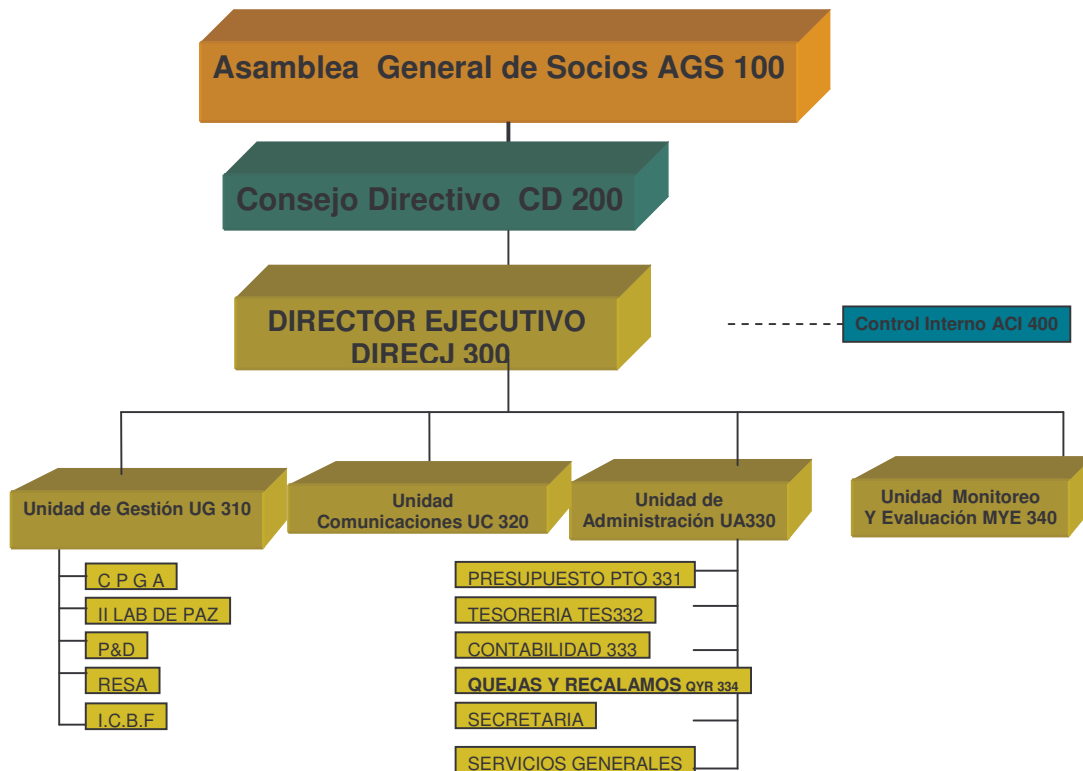 Asamblea General de Socios AGS 100
Consejo Directivo CD 200
DIRECTOR EJECUTIVO
DIRECJ 300
Control Interno ACI 400
Unidad de Gestión UG 310
Unidad
Comunicaciones UC 320
Unidad de
Administración UA330
Unidad Monitoreo
Y Evaluación MYE 340
C P G A
II LAB DE PAZ
P&D
RESA
I.C.B.F
PRESUPUESTO PTO 331
TESORERIA TES332
CONTABILIDAD 333
QUEJAS Y RECALAMOS QYR 334
SECRETARIA
SERVICIOS GENERALES